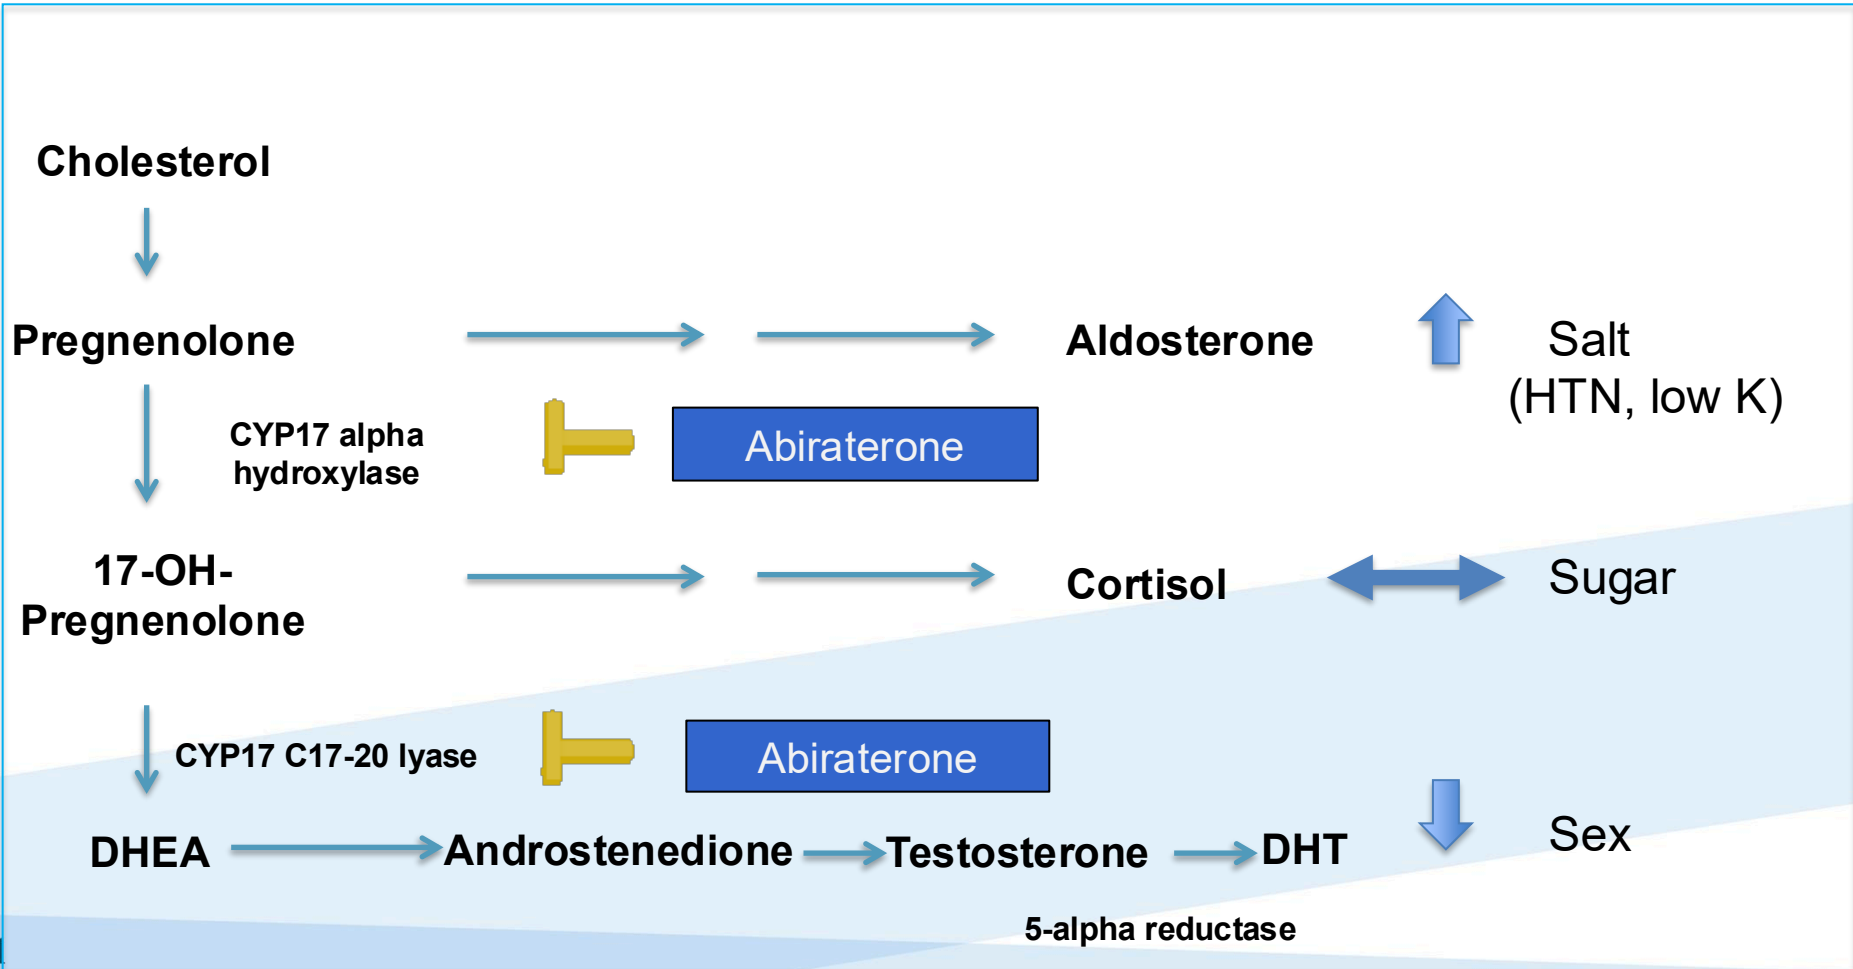 Cholesterol
Pregnenolone
Aldosterone
Salt
(HTN, low K)
CYP17 alpha
hydroxylase
Abiraterone
17-OH-
Pregnenolone
Cortisol
Sugar
CYP17 C17-20 lyase
Abiraterone
DHEA
Androstenedione
Testosterone
DHT
Sex
5-alpha reductase